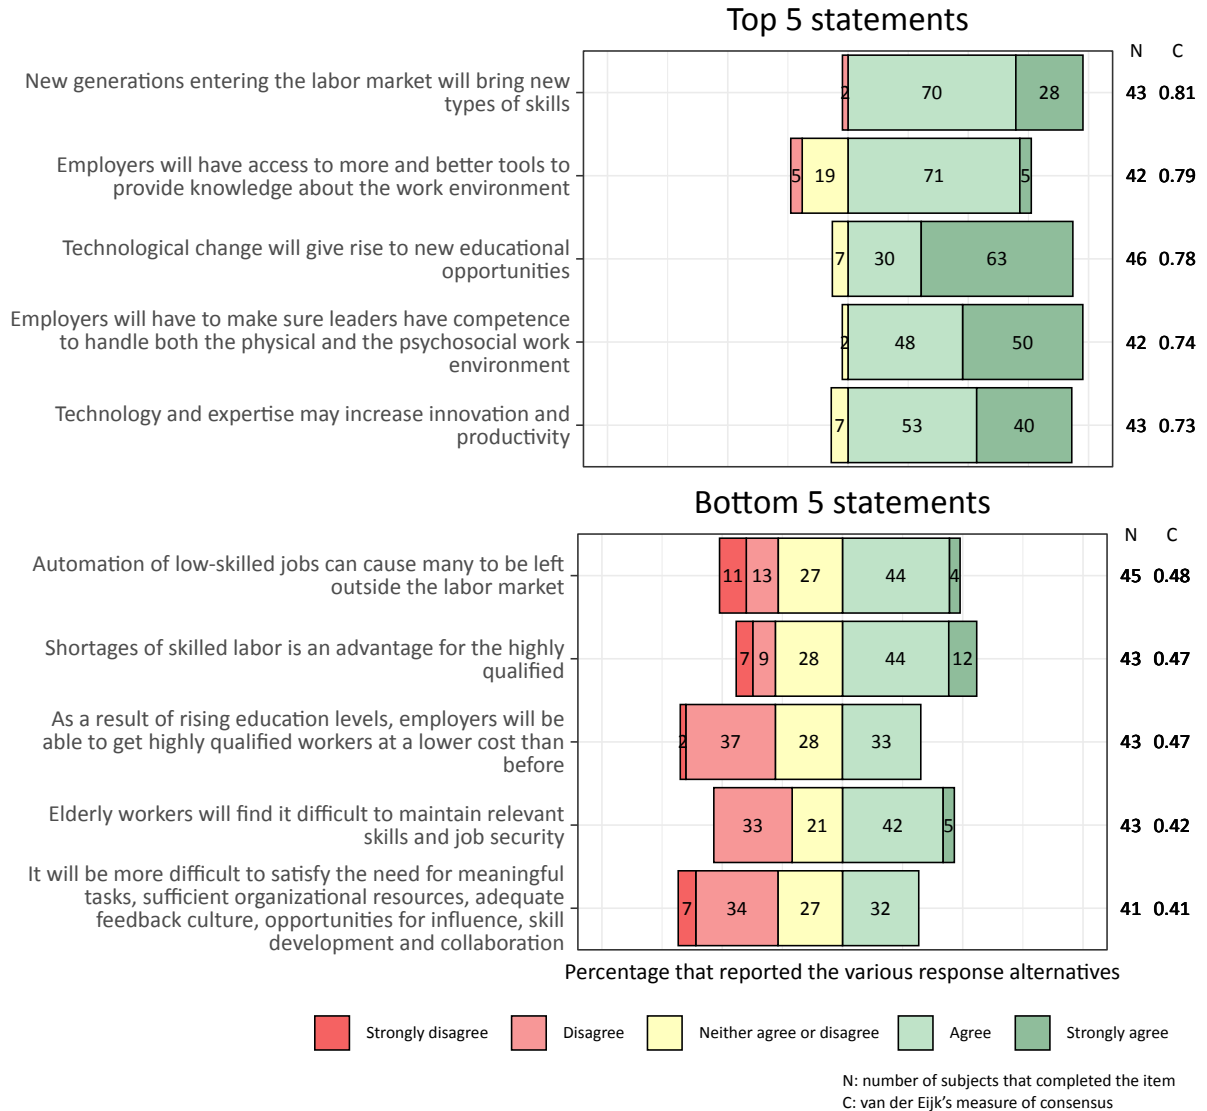 Top 5 statements
N C
New generations entering the labor market will bring new
types of skills
2 70 28
43 0.81
Employers will have access to more and better tools to
provide knowledge about the work environment
5 19 71 5
42 0.79
Technological change will give rise to new educational
opportunities
7 30 63
46 0.78
Employers will have to make sure leaders have competence
to handle both the physical and the psychosocial work
environment
2 48 50
42 0.74
Technology and expertise may increase innovation and
productivity
7 53 40
43 0.73
Bottom 5 statements
N C
Automation of low-skilled jobs can cause many to be left
outside the labor market
11 13 27 44 4
45 0.48
Shortages of skilled labor is an advantage for the highly
qualified
7 9 28 44 12
43 0.47
As a result of rising education levels, employers will be
able to get highly qualified workers at a lower cost than
before
2 37 28 33
43 0.47
Elderly workers will find it difficult to maintain relevant
skills and job security
33 21 42 5
43 0.42
It will be more difficult to satisfy the need for meaningful
tasks, sufficient organizational resources, adequate
feedback culture, opportunities for influence, skill
development and collaboration
7 34 27 32
41 0.41
Percentage that reported the various response alternatives
Strongly disagree Disagree Neither agree or disagree Agree Strongly agree
N: number of subjects that completed the item
C: van der Eijk's measure of consensus